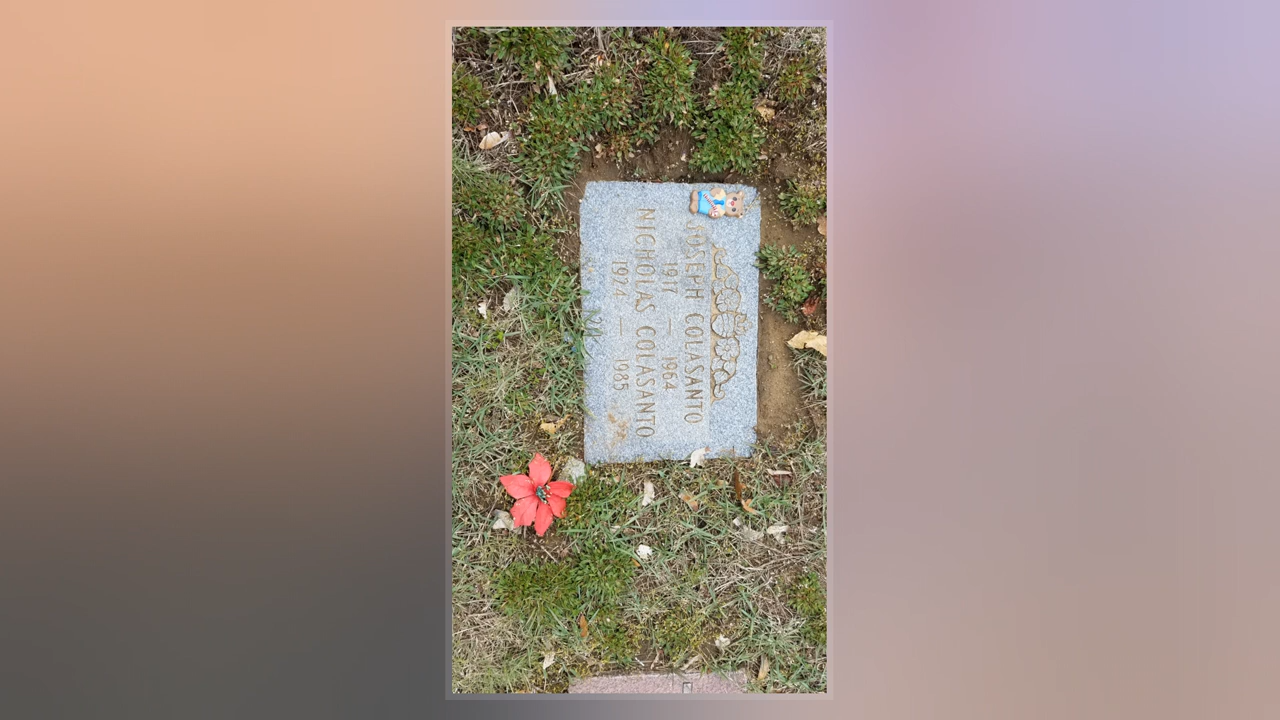 JOSEPH COLASANTO
1917 — 1964
NICHOLAS COLASANTO
1924 — 1985